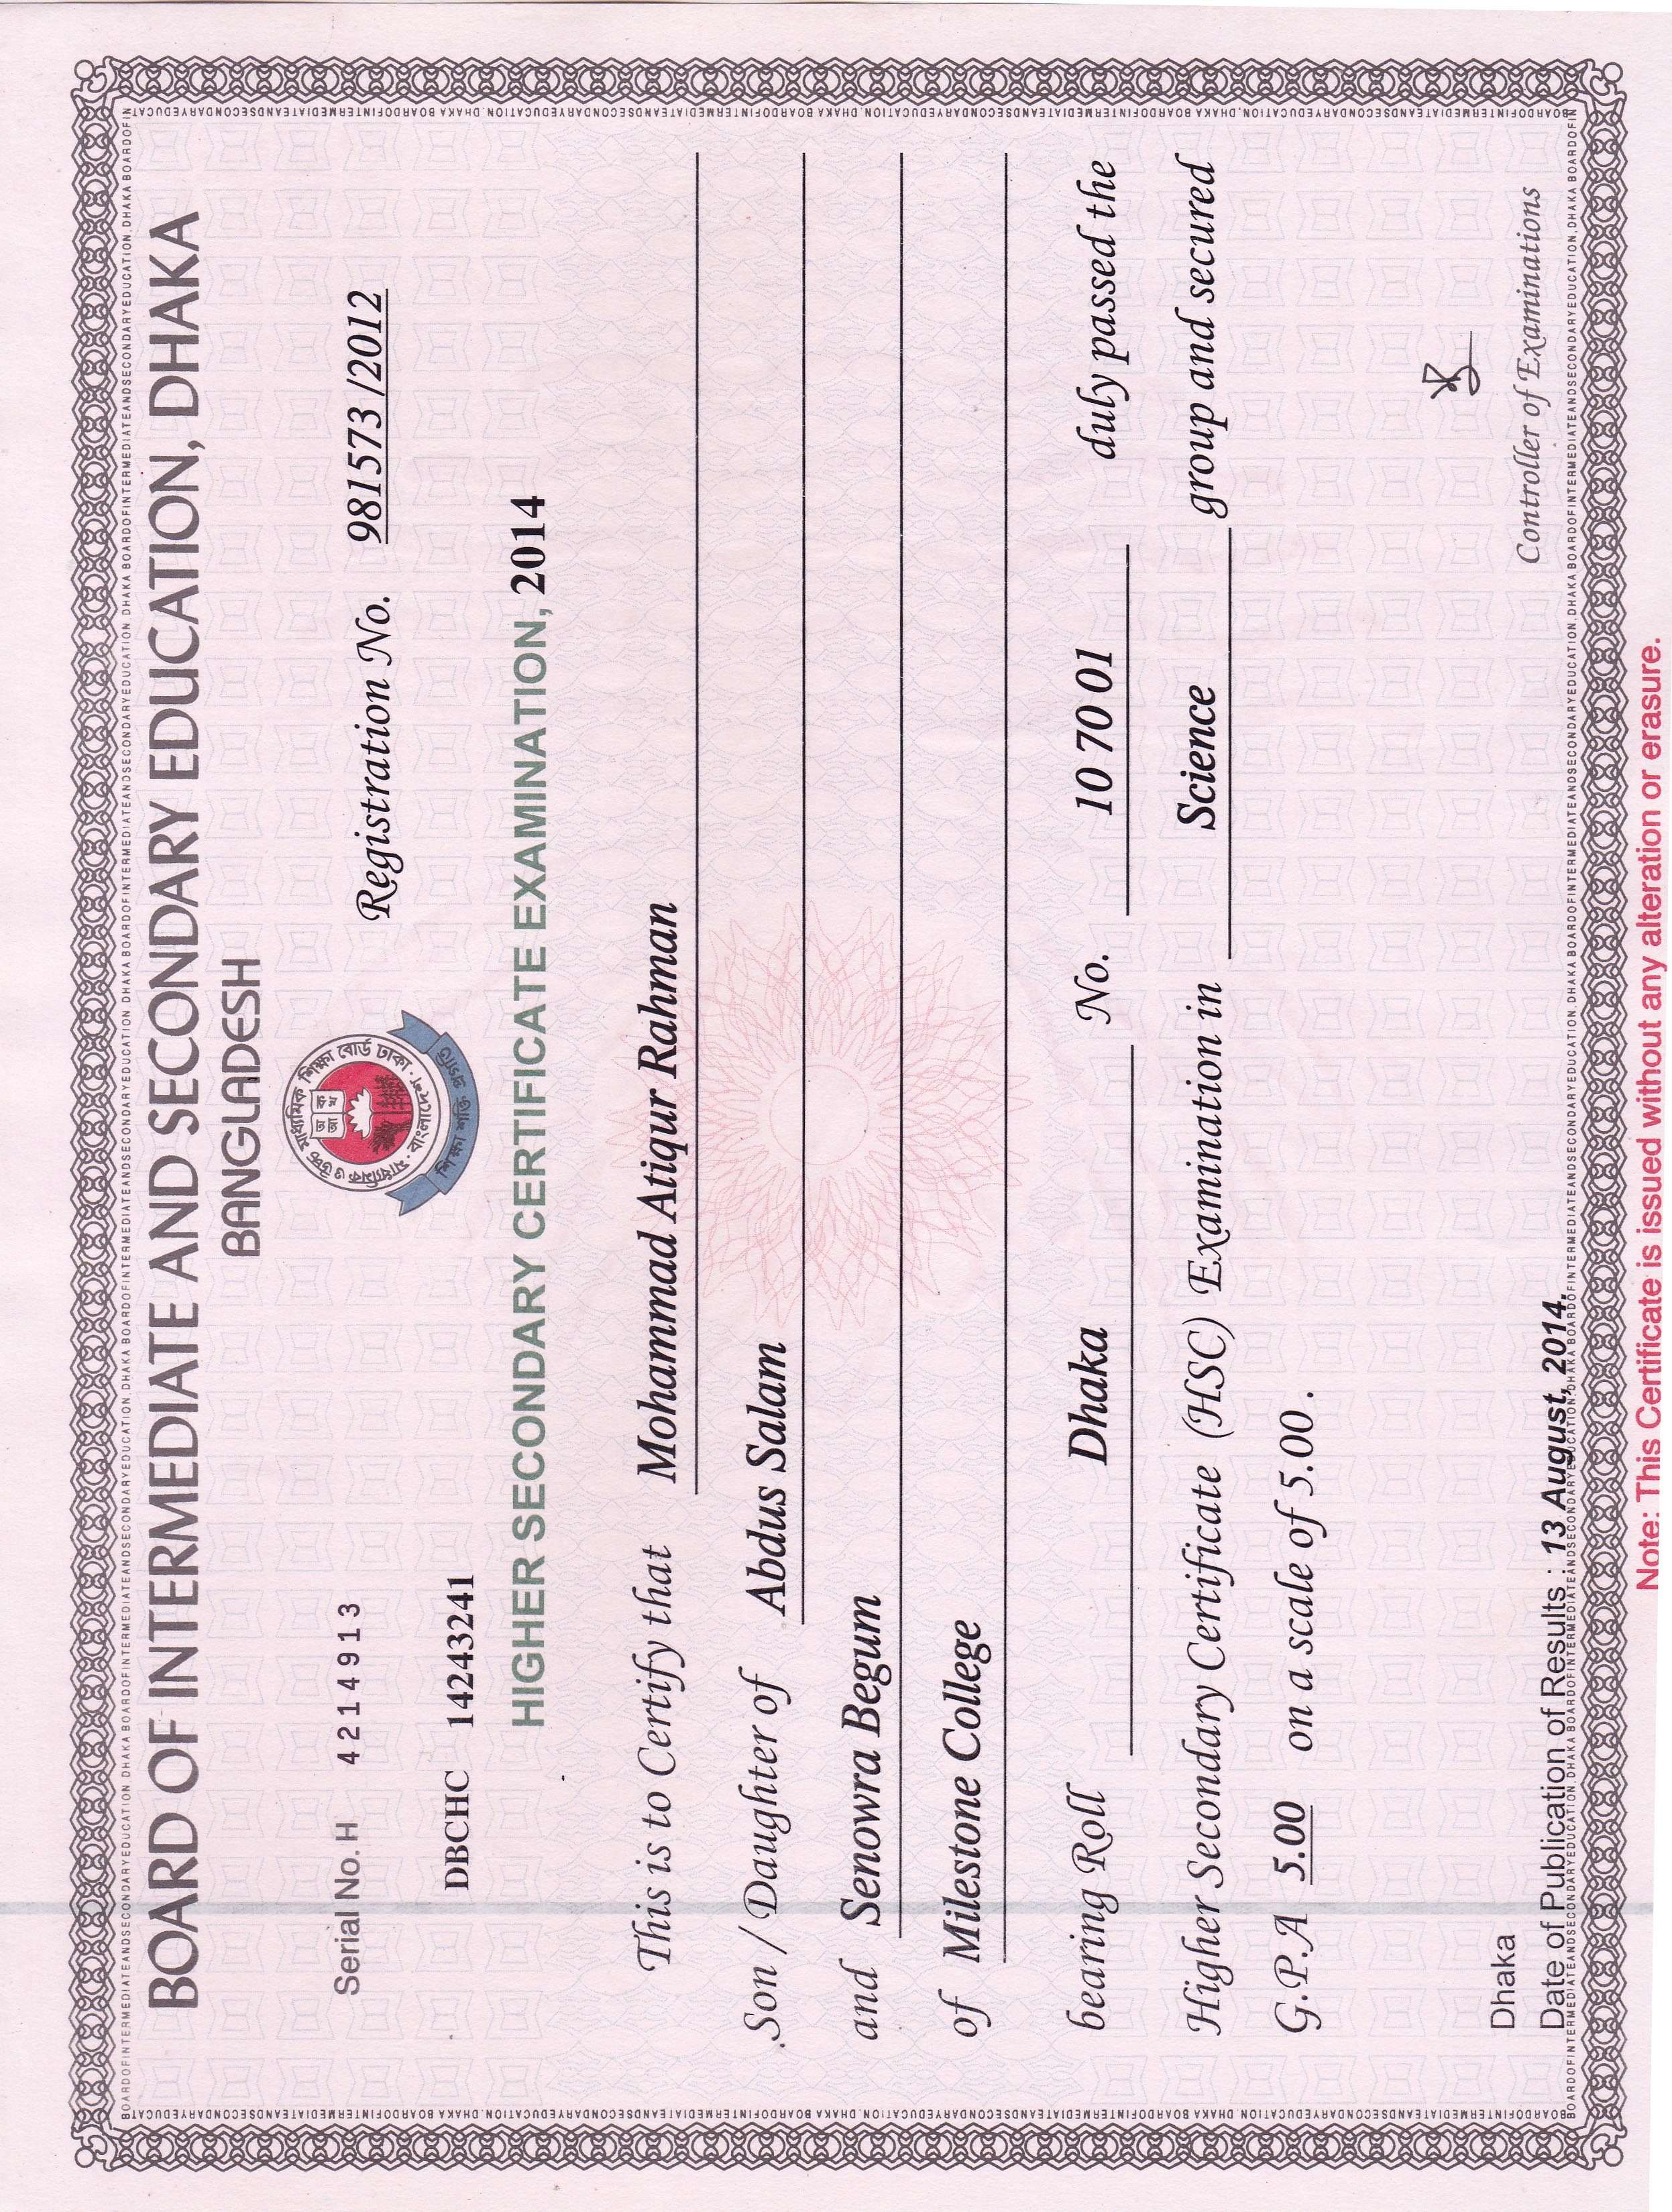 BOARD OF INTERMEDIATE AND SECONDARY EDUCATION, DHAKA
BANGLADESH
Serial No. H 4214913
Registration No. 981573 /2012
মাধ্যমিক ও উচ্চ মাধ্যমিক শিক্ষা বোর্ড ঢাকা · বাংলাদেশ
অ আ ক খ
শিক্ষা শক্তি প্রগতি
DBCHC 14243241
HIGHER SECONDARY CERTIFICATE EXAMINATION, 2014
This is to Certify that Mohammad Atiqur Rahman
Son / Daughter of Abdus Salam
and Senowra Begum
of Milestone College
bearing Roll Dhaka No. 10 70 01 duly passed the
Higher Secondary Certificate (HSC) Examination in Science group and secured
G.P.A 5.00 on a scale of 5.00.
Dhaka
Date of Publication of Results : 13 August, 2014.
Controller of Examinations
Note: This Certificate is issued without any alteration or erasure.